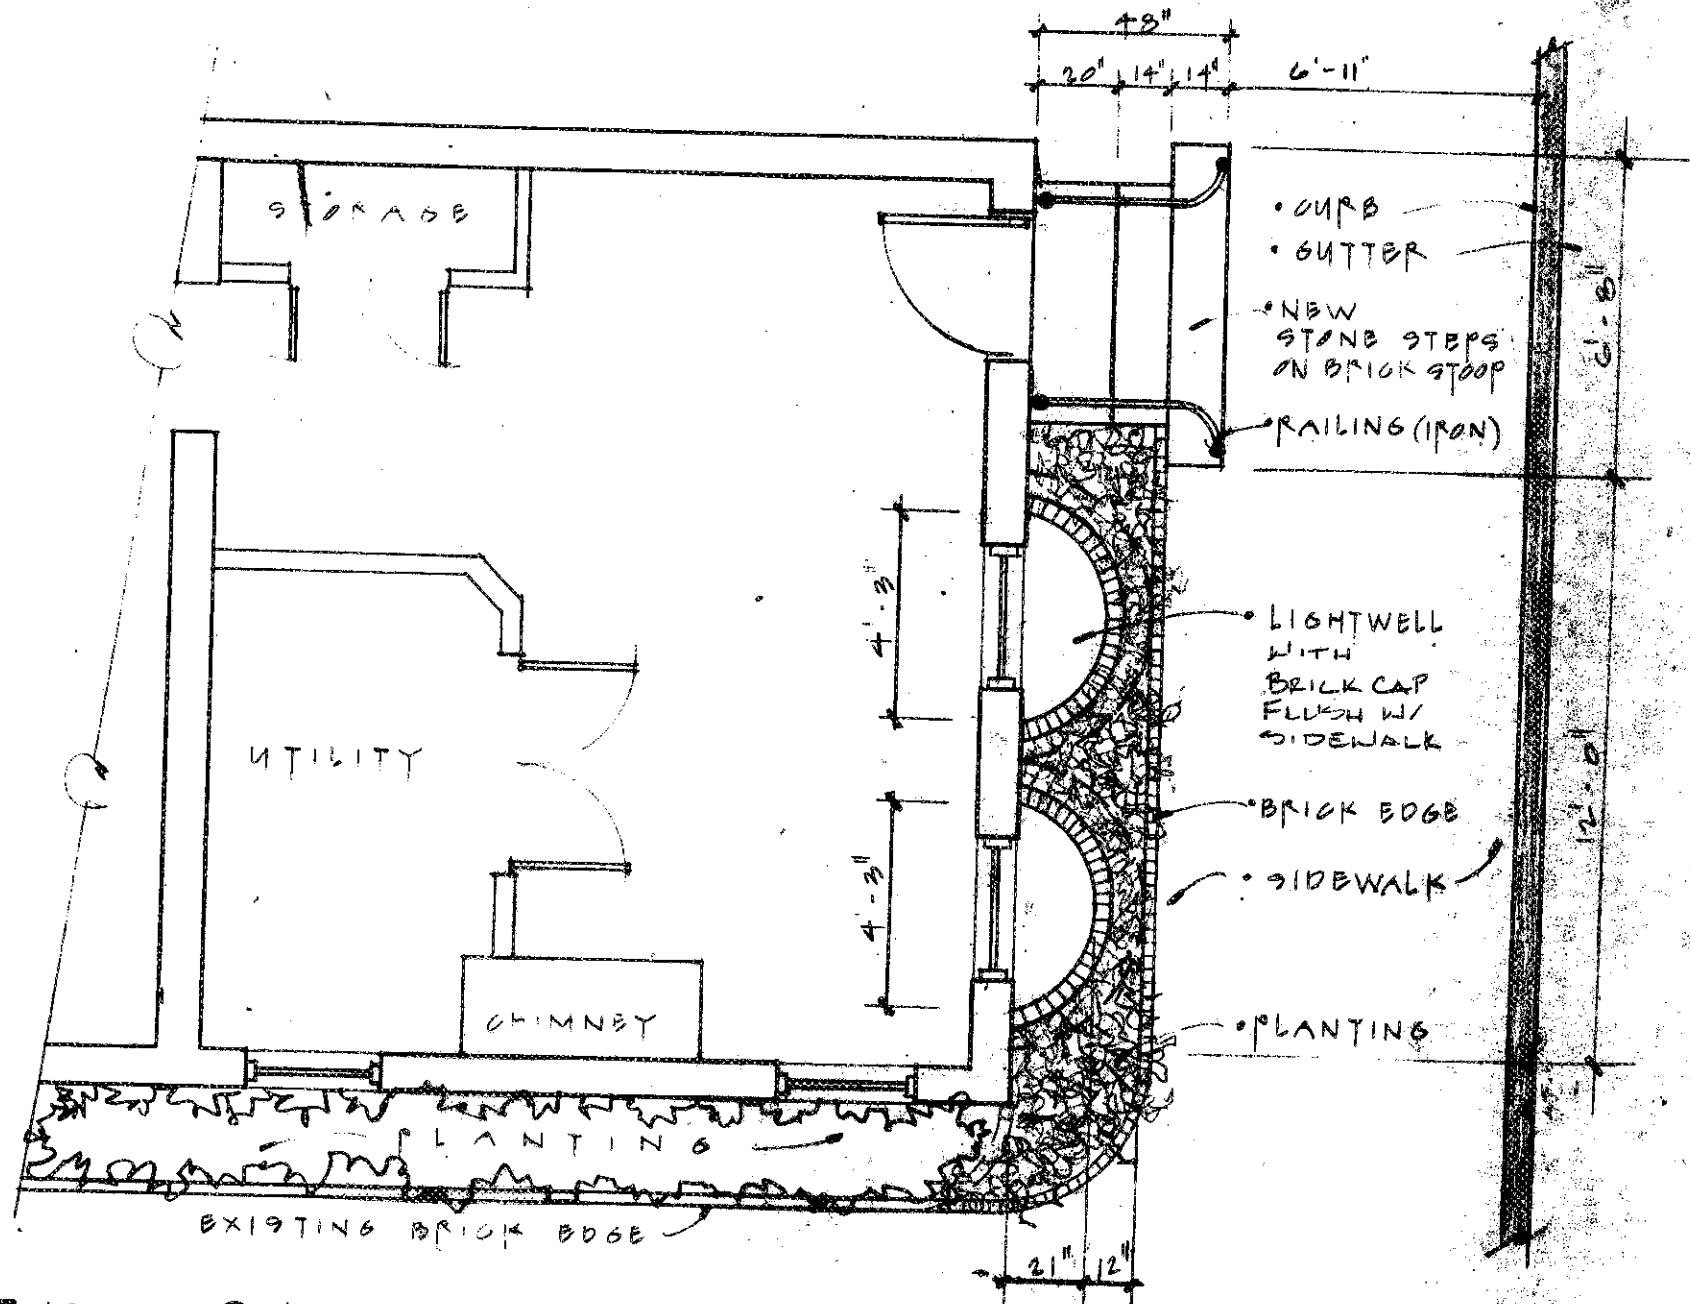 48"
20" 14" 14" 6'-11"
STORAGE
• CURB
• GUTTER
• NEW
STONE STEPS
ON BRICK STOOP
• RAILING (IRON)
6'-8"
4'-3"
• LIGHTWELL
WITH
BRICK CAP
FLUSH W/
SIDEWALK
UTILITY
12'-0"
• BRICK EDGE
4'-3"
• SIDEWALK
CHIMNEY
• PLANTING
PLANTING
EXISTING BRICK EDGE
21" 12"